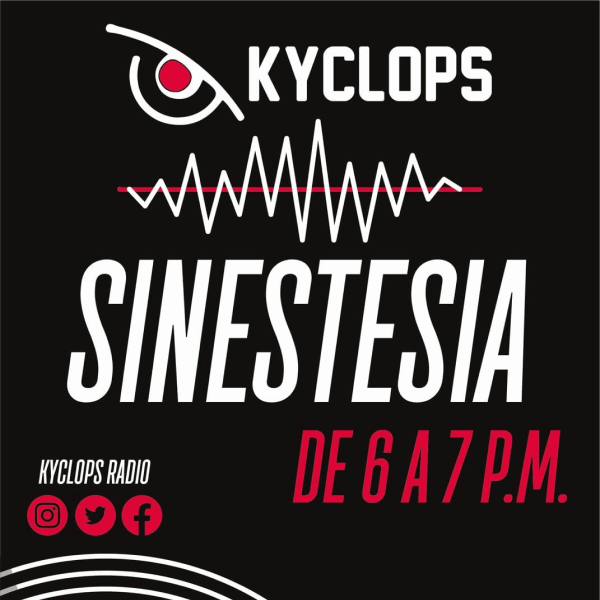 KYCLOPS
SINESTESIA
DE 6 A 7 P.M.
KYCLOPS RADIO